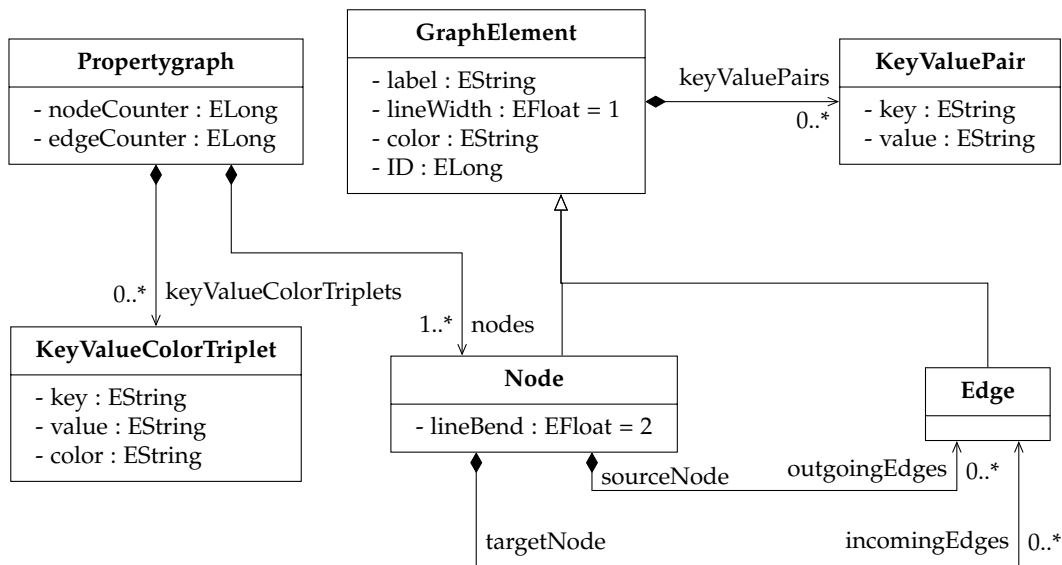 Propertygraph
- nodeCounter : ELong
- edgeCounter : ELong
GraphElement
- label : EString
- lineWidth : EFloat = 1
- color : EString
- ID : ELong
keyValuePairs
0..*
KeyValuePair
- key : EString
- value : EString
0..* keyValueColorTriplets
1..* nodes
KeyValueColorTriplet
- key : EString
- value : EString
- color : EString
Node
- lineBend : EFloat = 2
Edge
sourceNode
outgoingEdges
0..*
targetNode
incomingEdges
0..*